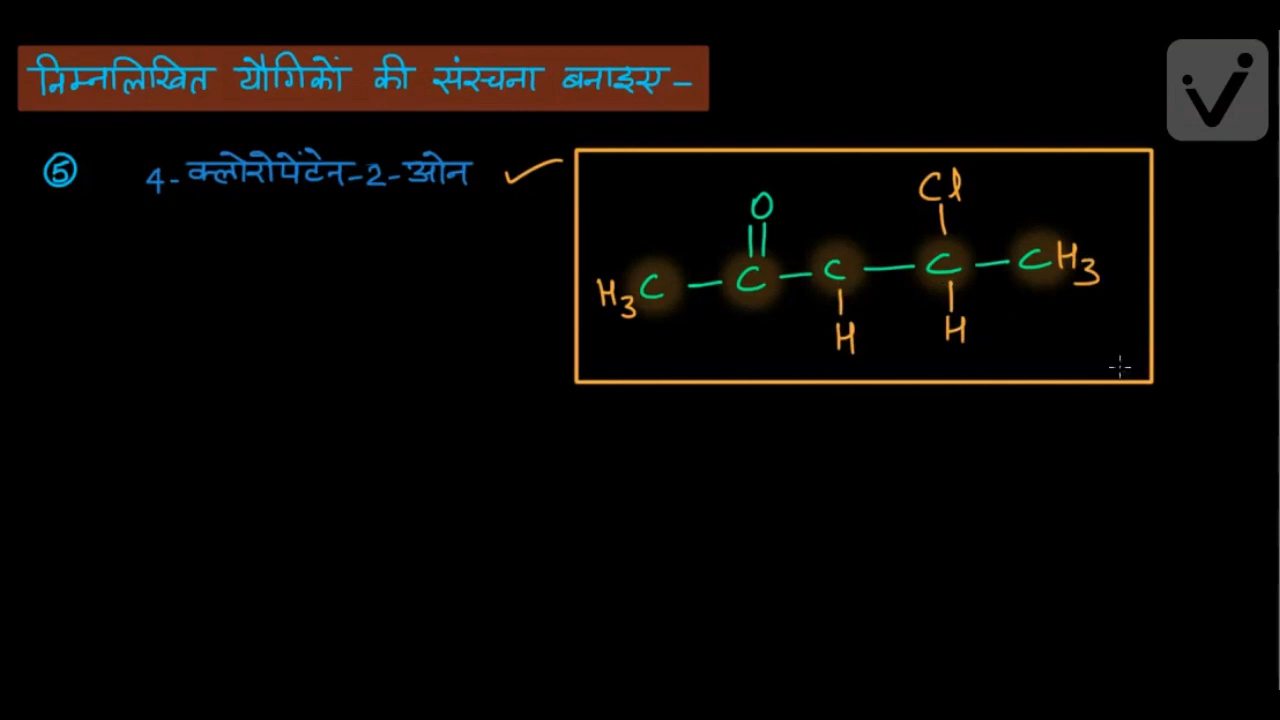 निम्नलिखित यौगिकों की संरचना बनाइए -
⑤ 4-क्लोरोपेंटेन-2-ओन
O
Cl
H3C - C - C - C - CH3
H H